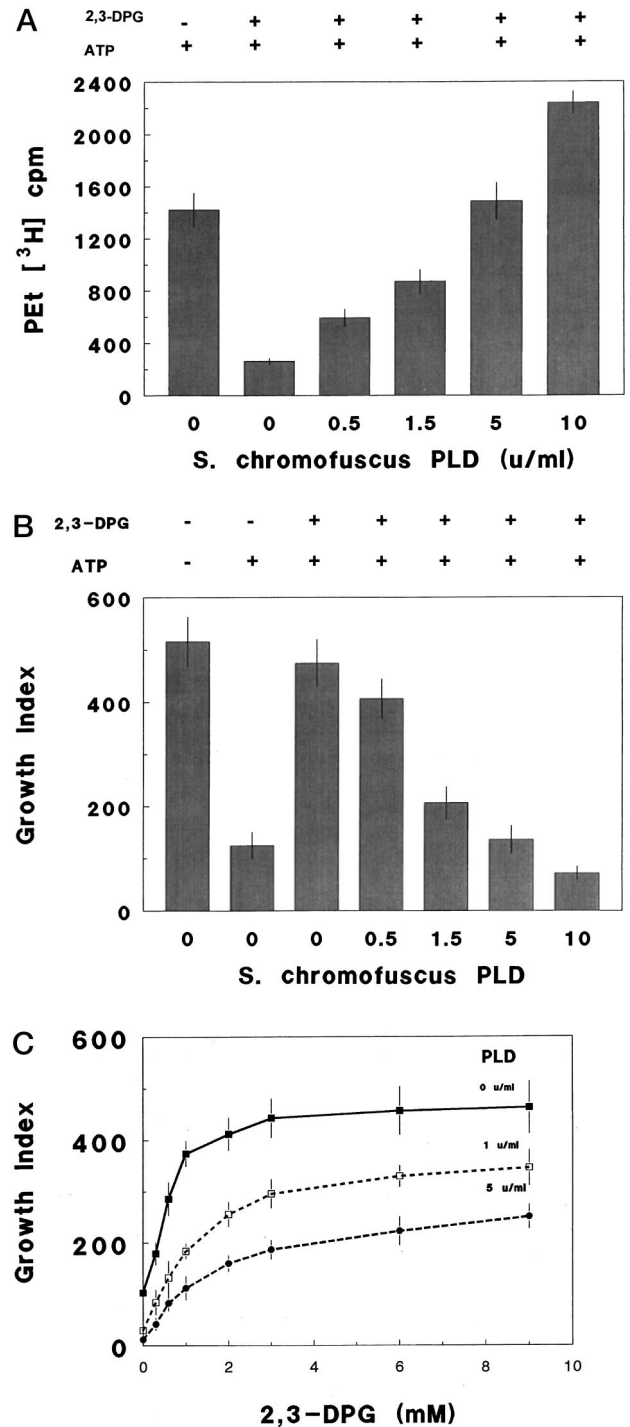 A
2,3-DPG - + + + + +
ATP + + + + + +
2400
2000
1600
1200
800
400
0
PEt [³H] cpm
0 0 0.5 1.5 5 10
S. chromofuscus PLD (u/ml)
B
2,3-DPG - - + + + + +
ATP - + + + + + +
600
400
200
0
Growth Index
0 0 0 0.5 1.5 5 10
S. chromofuscus PLD
C
600
400
200
0
Growth Index
PLD
0 u/ml
1 u/ml
5 u/ml
0 2 4 6 8 10
2,3-DPG (mM)